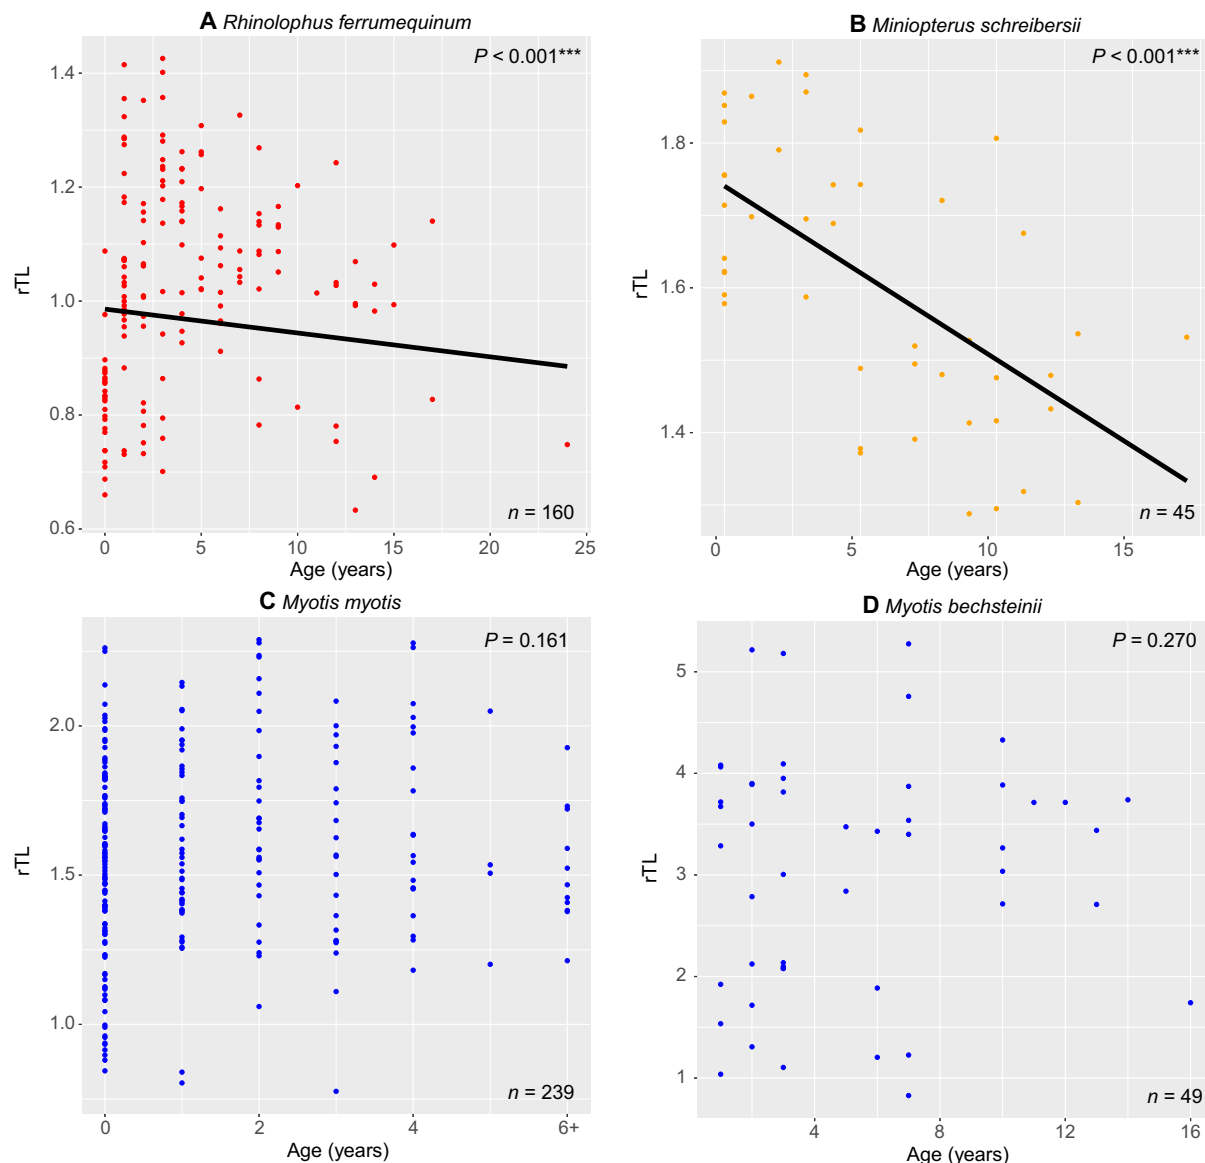 A Rhinolophus ferrumequinum
P < 0.001***
1.4
1.2
1.0
0.8
0.6
rTL
n = 160
0 5 10 15 20 25
Age (years)
B Miniopterus schreibersii
P < 0.001***
1.8
1.6
1.4
rTL
n = 45
0 5 10 15
Age (years)
C Myotis myotis
P = 0.161
2.0
1.5
1.0
rTL
n = 239
0 2 4 6+
Age (years)
D Myotis bechsteinii
P = 0.270
5
4
3
2
1
rTL
n = 49
4 8 12 16
Age (years)